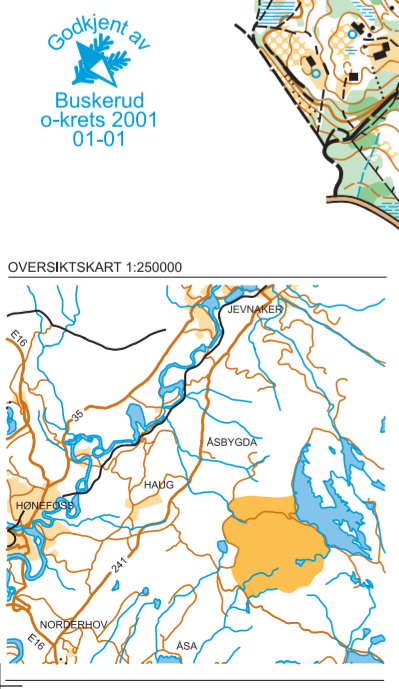 Godkjent av
Buskerud
o-krets 2001
01-01
OVERSIKTSKART 1:250000
JEVNAKER
E16
35
ÅSBYGDA
HAUG
HØNEFOSS
241
NORDERHOV
E16
ÅSA